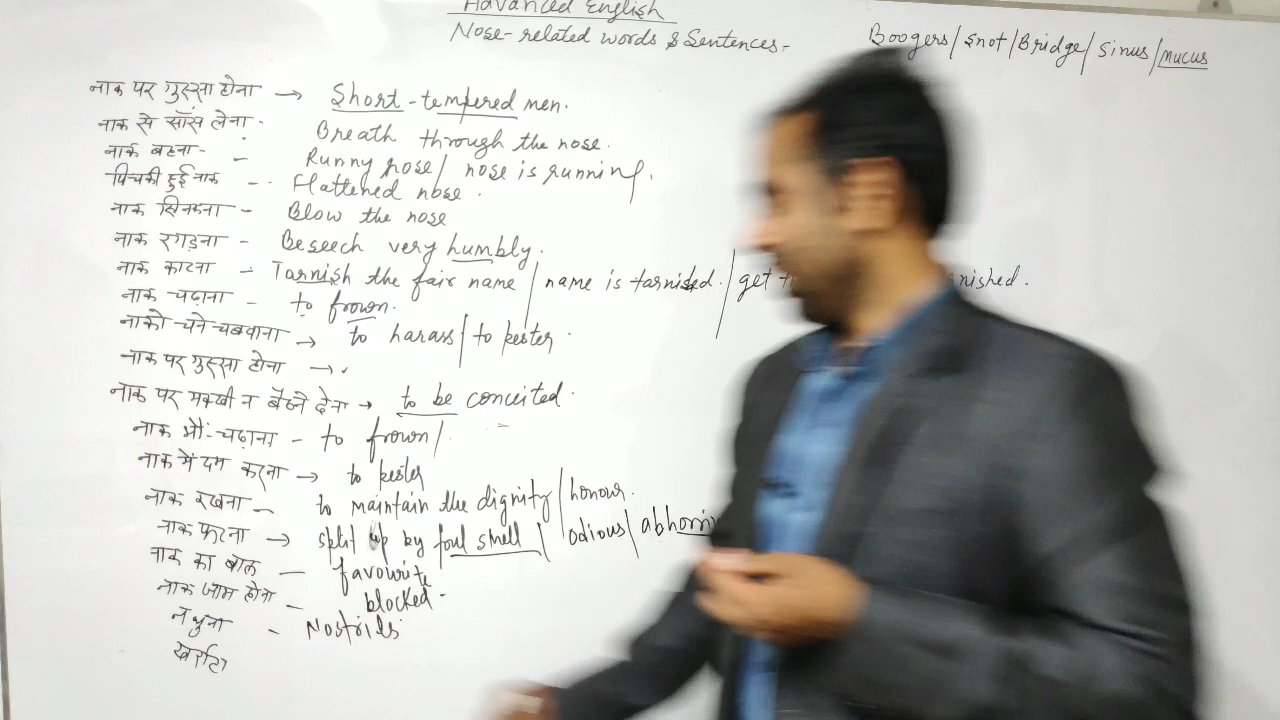 Advanced English
Nose-related words & Sentences-
Boogers/ snot/ Bridge/ sinus/ mucus
नाक पर गुस्सा होना → Short-tempered men.
नाक से साँस लेना - Breath through the nose.
नाक बहना - Runny nose/ nose is running.
पिचकी हुई नाक - Flattened nose.
नाक सिनकना - Blow the nose
नाक रगड़ना - Beseech very humbly.
नाक काटना - Tarnish the fair name/ name is tarnished./ get nished.
नाक चढ़ाना - to frown.
नाको चने चबवाना → to harass/ to pester.
नाक पर गुस्सा होना →
नाक पर मक्खी न बैठने देना → to be conceited.
नाक भौं-चढ़ाना - to frown/.
नाक में दम करना → to pester
नाक रखना - to maintain the dignity/ honour.
नाक फटना → split up by foul smell/ odious/ abhorrin
नाक का बाल - favourite
नाक जाम होना - blocked.
नथुना - Nostrils
खर्राटा